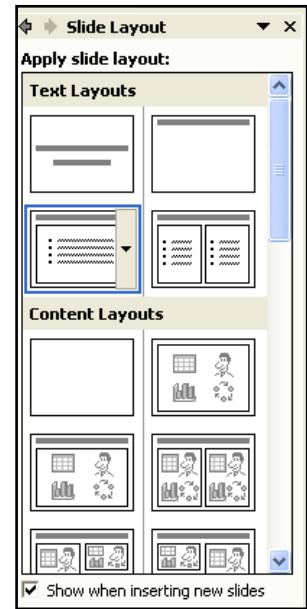 Slide Layout
Apply slide layout:
Text Layouts
Content Layouts
Show when inserting new slides